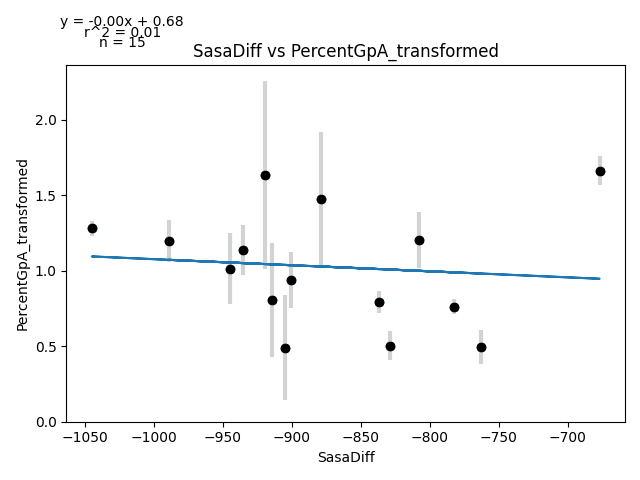 y = -0.00x + 0.68
r^2 = 0.01
n = 15
SasaDiff vs PercentGpA_transformed
PercentGpA_transformed
2.0
1.5
1.0
0.5
0.0
−1050 −1000 −950 −900 −850 −800 −750 −700
SasaDiff